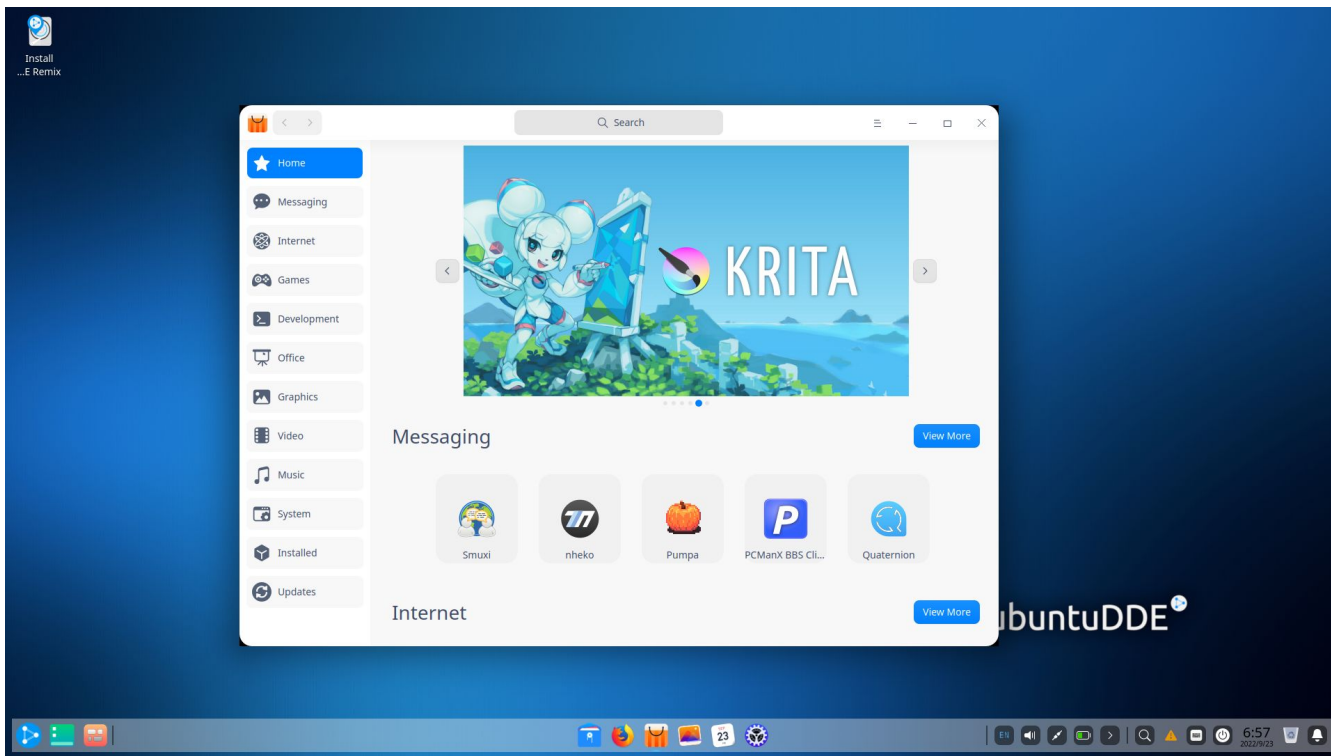 Install
...E Remix
Search
Home
Messaging
Internet
Games
Development
Office
Graphics
Video
Music
System
Installed
Updates
KRITA
Messaging
View More
Smuxi
nheko
Pumpa
P
PCManX BBS Cli...
Quaternion
Internet
View More
ubuntuDDE
23
EN
6:57
2022/9/23